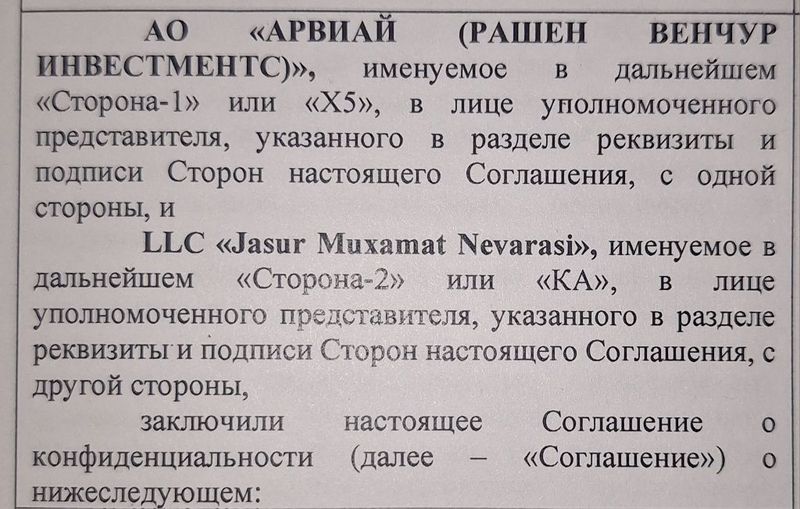 АО «АРВИАЙ (РАШЕН ВЕНЧУР
ИНВЕСТМЕНТС)», именуемое в дальнейшем
«Сторона-1» или «Х5», в лице уполномоченного
представителя, указанного в разделе реквизиты и
подписи Сторон настоящего Соглашения, с одной
стороны, и
LLC «Jasur Muxamat Nevarasi», именуемое в
дальнейшем «Сторона-2» или «КА», в лице
уполномоченного представителя, указанного в разделе
реквизиты и подписи Сторон настоящего Соглашения, с
другой стороны,
заключили настоящее Соглашение о
конфиденциальности (далее – «Соглашение») о
нижеследующем: